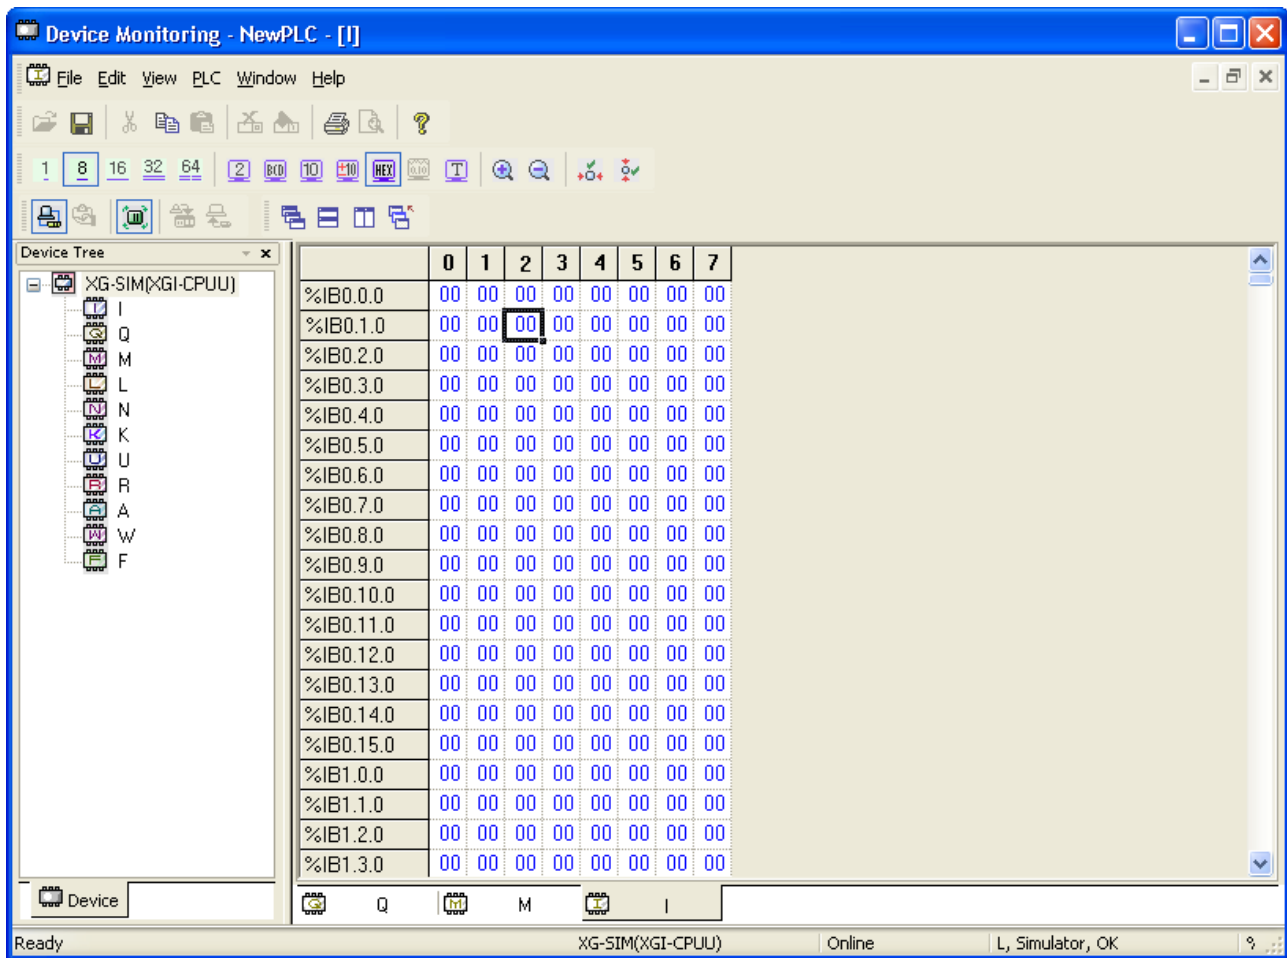 Device Monitoring - NewPLC - [I]
File Edit View PLC Window Help
1 8 16 32 64 2 BCD 10 ±10 HEX 0.10 T
Device Tree
XG-SIM(XGI-CPUU)
I
Q
M
L
N
K
U
R
A
W
F
0 1 2 3 4 5 6 7
%IB0.0.0 00 00 00 00 00 00 00 00
%IB0.1.0 00 00 00 00 00 00 00 00
%IB0.2.0 00 00 00 00 00 00 00 00
%IB0.3.0 00 00 00 00 00 00 00 00
%IB0.4.0 00 00 00 00 00 00 00 00
%IB0.5.0 00 00 00 00 00 00 00 00
%IB0.6.0 00 00 00 00 00 00 00 00
%IB0.7.0 00 00 00 00 00 00 00 00
%IB0.8.0 00 00 00 00 00 00 00 00
%IB0.9.0 00 00 00 00 00 00 00 00
%IB0.10.0 00 00 00 00 00 00 00 00
%IB0.11.0 00 00 00 00 00 00 00 00
%IB0.12.0 00 00 00 00 00 00 00 00
%IB0.13.0 00 00 00 00 00 00 00 00
%IB0.14.0 00 00 00 00 00 00 00 00
%IB0.15.0 00 00 00 00 00 00 00 00
%IB1.0.0 00 00 00 00 00 00 00 00
%IB1.1.0 00 00 00 00 00 00 00 00
%IB1.2.0 00 00 00 00 00 00 00 00
%IB1.3.0 00 00 00 00 00 00 00 00
Device
Q M I
Ready XG-SIM(XGI-CPUU) Online L, Simulator, OK